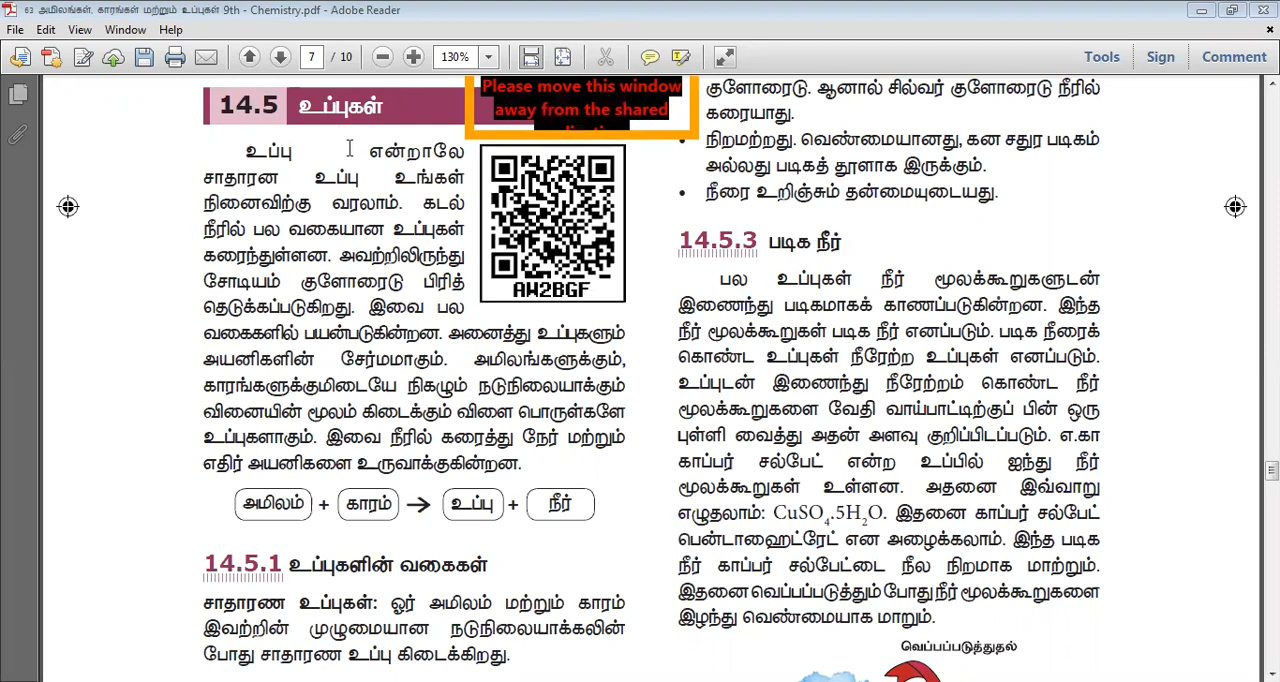 63 அமிலங்கள், காரங்கள் மற்றும் உப்புகள் 9th - Chemistry.pdf - Adobe Reader
File Edit View Window Help
7 / 10 130% Tools Sign Comment
Please move this window
away from the shared
14.5 உப்புகள்
உப்பு என்றாலே
சாதாரன உப்பு உங்கள்
நினைவிற்கு வரலாம். கடல்
நீரில் பல வகையான உப்புகள்
கரைந்துள்ளன. அவற்றிலிருந்து
சோடியம் குளோரைடு பிரித்
தெடுக்கப்படுகிறது. இவை பல
வகைகளில் பயன்படுகின்றன. அனைத்து உப்புகளும்
அயனிகளின் சேர்மமாகும். அமிலங்களுக்கும்,
காரங்களுக்குமிடையே நிகழும் நடுநிலையாக்கும்
வினையின் மூலம் கிடைக்கும் விளை பொருள்களே
உப்புகளாகும். இவை நீரில் கரைத்து நேர் மற்றும்
எதிர் அயனிகளை உருவாக்குகின்றன.
AW2BGF
அமிலம் + காரம் → உப்பு + நீர்
14.5.1 உப்புகளின் வகைகள்
சாதாரண உப்புகள்: ஓர் அமிலம் மற்றும் காரம்
இவற்றின் முழுமையான நடுநிலையாக்கலின்
போது சாதாரண உப்பு கிடைக்கிறது.
குளோரைடு. ஆனால் சில்வர் குளோரைடு நீரில்
கரையாது.
• நிறமற்றது. வெண்மையானது, கன சதுர படிகம்
அல்லது படிகத் தூளாக இருக்கும்.
• நீரை உறிஞ்சும் தன்மையுடையது.
14.5.3 படிக நீர்
பல உப்புகள் நீர் மூலக்கூறுகளுடன்
இணைந்து படிகமாகக் காணப்படுகின்றன. இந்த
நீர் மூலக்கூறுகள் படிக நீர் எனப்படும். படிக நீரைக்
கொண்ட உப்புகள் நீரேற்ற உப்புகள் எனப்படும்.
உப்புடன் இணைந்து நீரேற்றம் கொண்ட நீர்
மூலக்கூறுகளை வேதி வாய்பாட்டிற்குப் பின் ஒரு
புள்ளி வைத்து அதன் அளவு குறிப்பிடப்படும். எ.கா
காப்பர் சல்பேட் என்ற உப்பில் ஐந்து நீர்
மூலக்கூறுகள் உள்ளன. அதனை இவ்வாறு
எழுதலாம்: CuSO₄.5H₂O. இதனை காப்பர் சல்பேட்
பென்டாஹைட்ரேட் என அழைக்கலாம். இந்த படிக
நீர் காப்பர் சல்பேட்டை நீல நிறமாக மாற்றும்.
இதனை வெப்பப்படுத்தும் போது நீர் மூலக்கூறுகளை
இழந்து வெண்மையாக மாறும்.
வெப்பப்படுத்துதல்